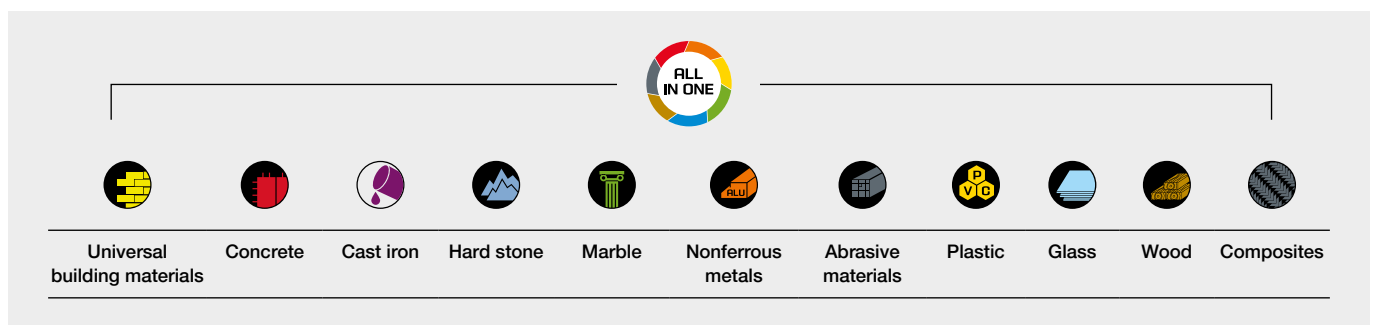 ALL
IN ONE
ALU
P
V C
Universal
building materials
Concrete
Cast iron
Hard stone
Marble
Nonferrous
metals
Abrasive
materials
Plastic
Glass
Wood
Composites